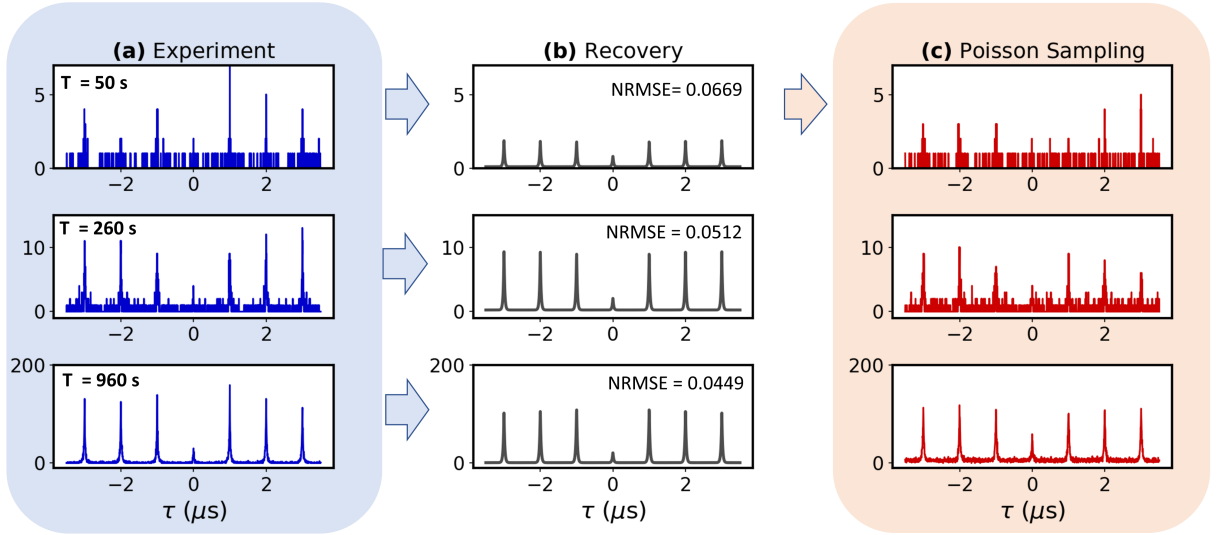 (a) Experiment
(b) Recovery
(c) Poisson Sampling
T = 50 s
5
0
−2 0 2
NRMSE= 0.0669
5
0
−2 0 2
5
0
−2 0 2
T = 260 s
10
0
−2 0 2
NRMSE = 0.0512
10
0
−2 0 2
10
0
−2 0 2
T = 960 s
200
0
−2 0 2
τ (μs)
NRMSE = 0.0449
200
0
−2 0 2
τ (μs)
200
0
−2 0 2
τ (μs)